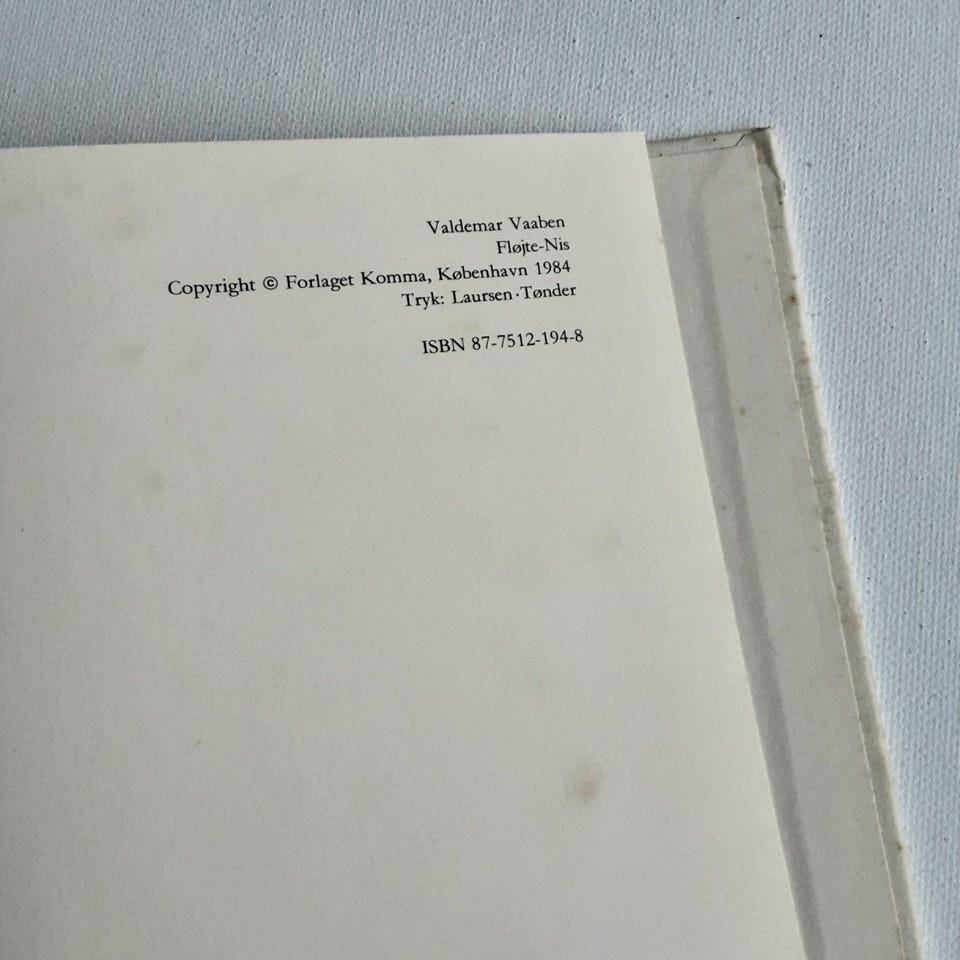 Valdemar Vaaben
Fløjte-Nis
Copyright © Forlaget Komma, København 1984
Tryk: Laursen·Tønder
ISBN 87-7512-194-8